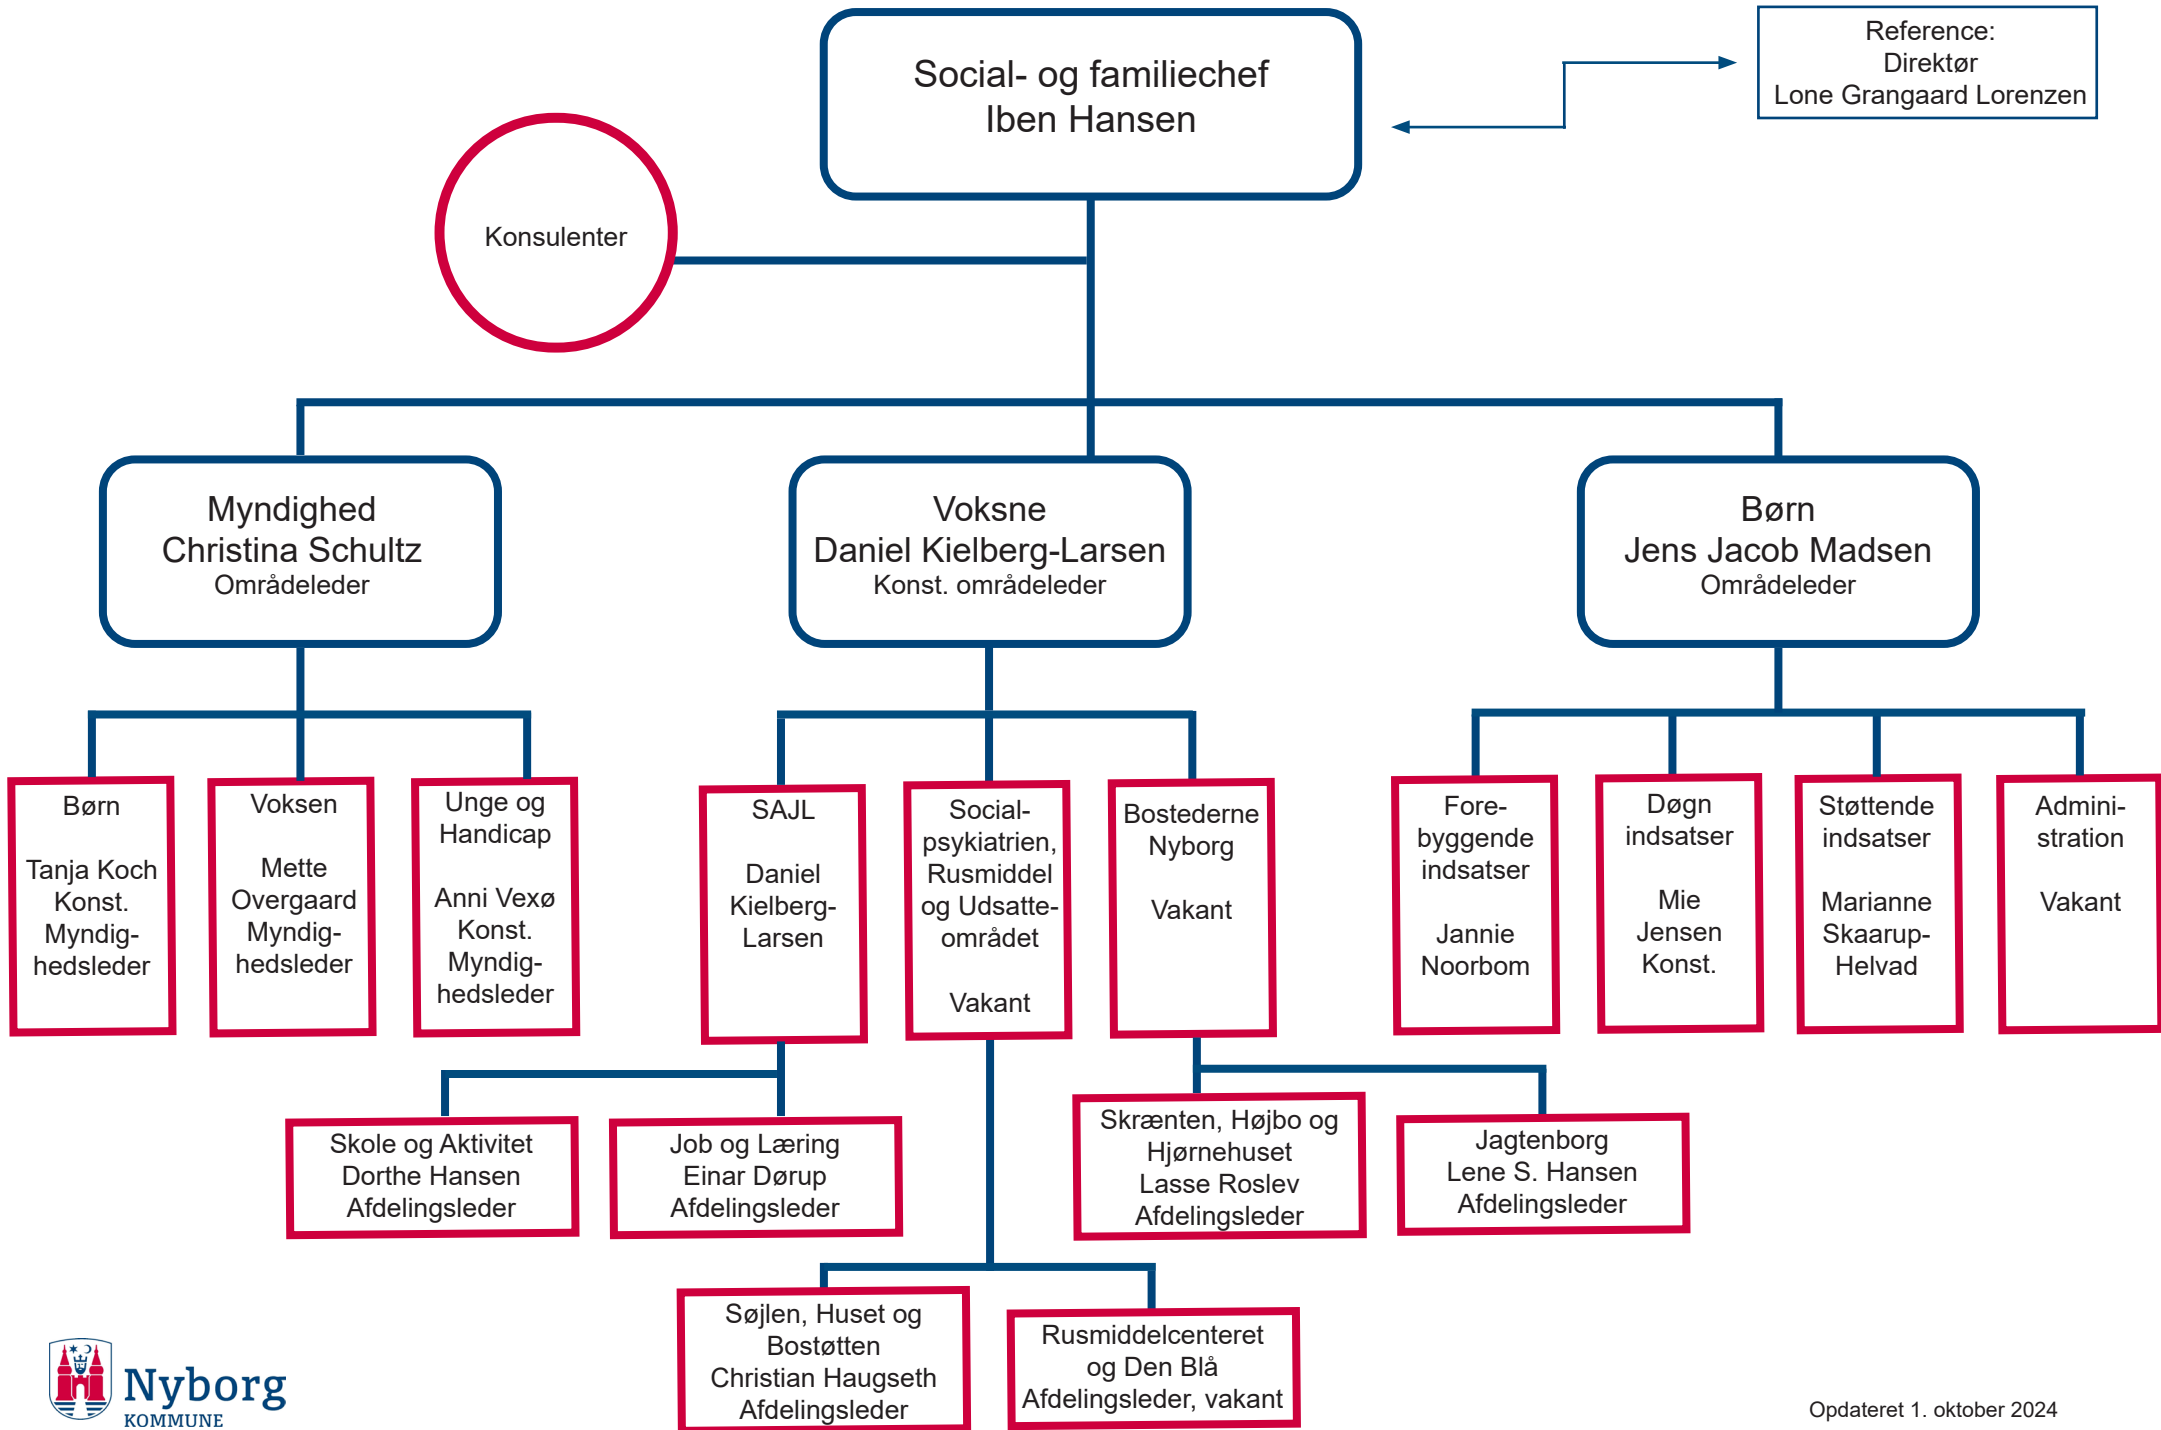 Social- og familiechef
Iben Hansen
Reference:
Direktør
Lone Grangaard Lorenzen
Konsulenter
Myndighed
Christina Schultz
Områdeleder
Voksne
Daniel Kielberg-Larsen
Konst. områdeleder
Børn
Jens Jacob Madsen
Områdeleder
Børn
Tanja Koch
Konst.
Myndig-
hedsleder
Voksen
Mette
Overgaard
Myndig-
hedsleder
Unge og
Handicap
Anni Vexø
Konst.
Myndig-
hedsleder
SAJL
Daniel
Kielberg-
Larsen
Social-
psykiatrien,
Rusmiddel
og Udsatte-
området
Vakant
Bostederne
Nyborg
Vakant
Fore-
byggende
indsatser
Jannie
Noorbom
Døgn
indsatser
Mie
Jensen
Konst.
Støttende
indsatser
Marianne
Skaarup-
Helvad
Admini-
stration
Vakant
Skole og Aktivitet
Dorthe Hansen
Afdelingsleder
Job og Læring
Einar Dørup
Afdelingsleder
Skrænten, Højbo og
Hjørnehuset
Lasse Roslev
Afdelingsleder
Jagtenborg
Lene S. Hansen
Afdelingsleder
Søjlen, Huset og
Bostøtten
Christian Haugseth
Afdelingsleder
Rusmiddelcenteret
og Den Blå
Afdelingsleder, vakant
Nyborg
KOMMUNE
Opdateret 1. oktober 2024